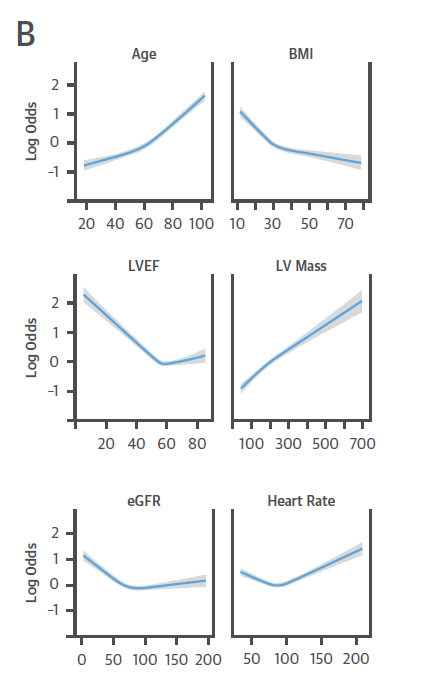 B
Age BMI
Log Odds
2
1
0
-1
20 40 60 80 100 10 30 50 70
LVEF LV Mass
Log Odds
2
1
0
-1
20 40 60 80 100 300 500 700
eGFR Heart Rate
Log Odds
2
1
0
-1
0 50 100 150 200 50 100 150 200